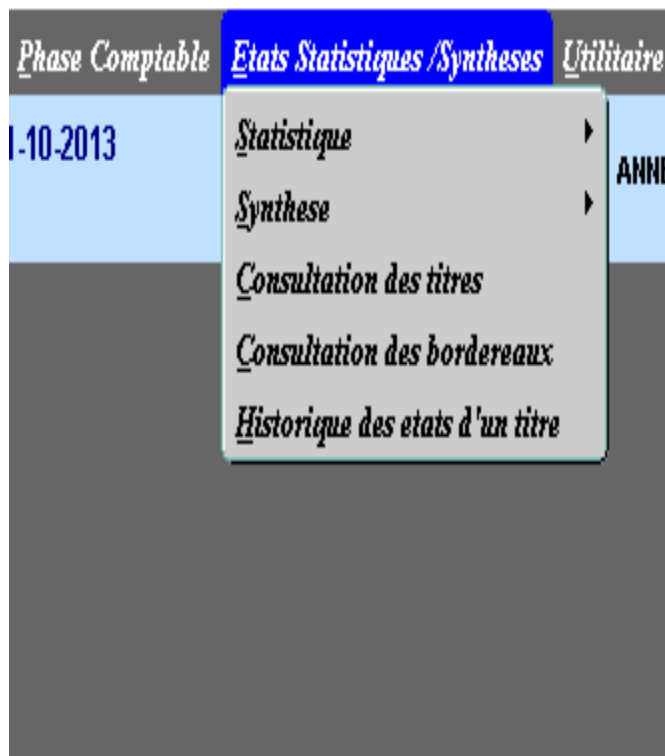 Phase Comptable Etats Statistiques /Syntheses Utilitaire
-10-2013
Statistique
ANNE
Synthese
Consultation des titres
Consultation des bordereaux
Historique des etats d'un titre